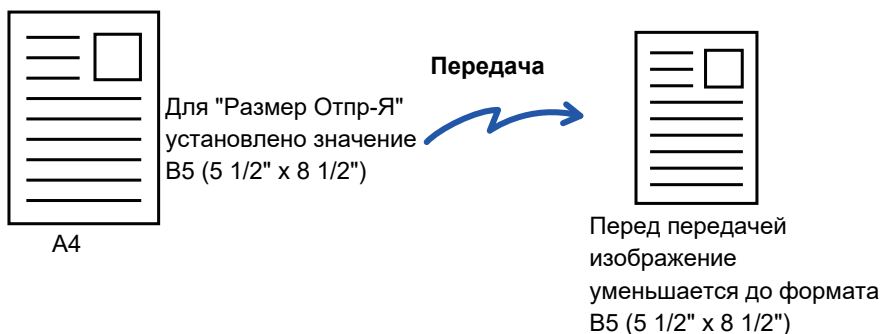 Передача
Для "Размер Отпр-Я"
установлено значение
B5 (5 1/2" x 8 1/2")
A4
Перед передачей
изображение
уменьшается до формата
B5 (5 1/2" x 8 1/2")